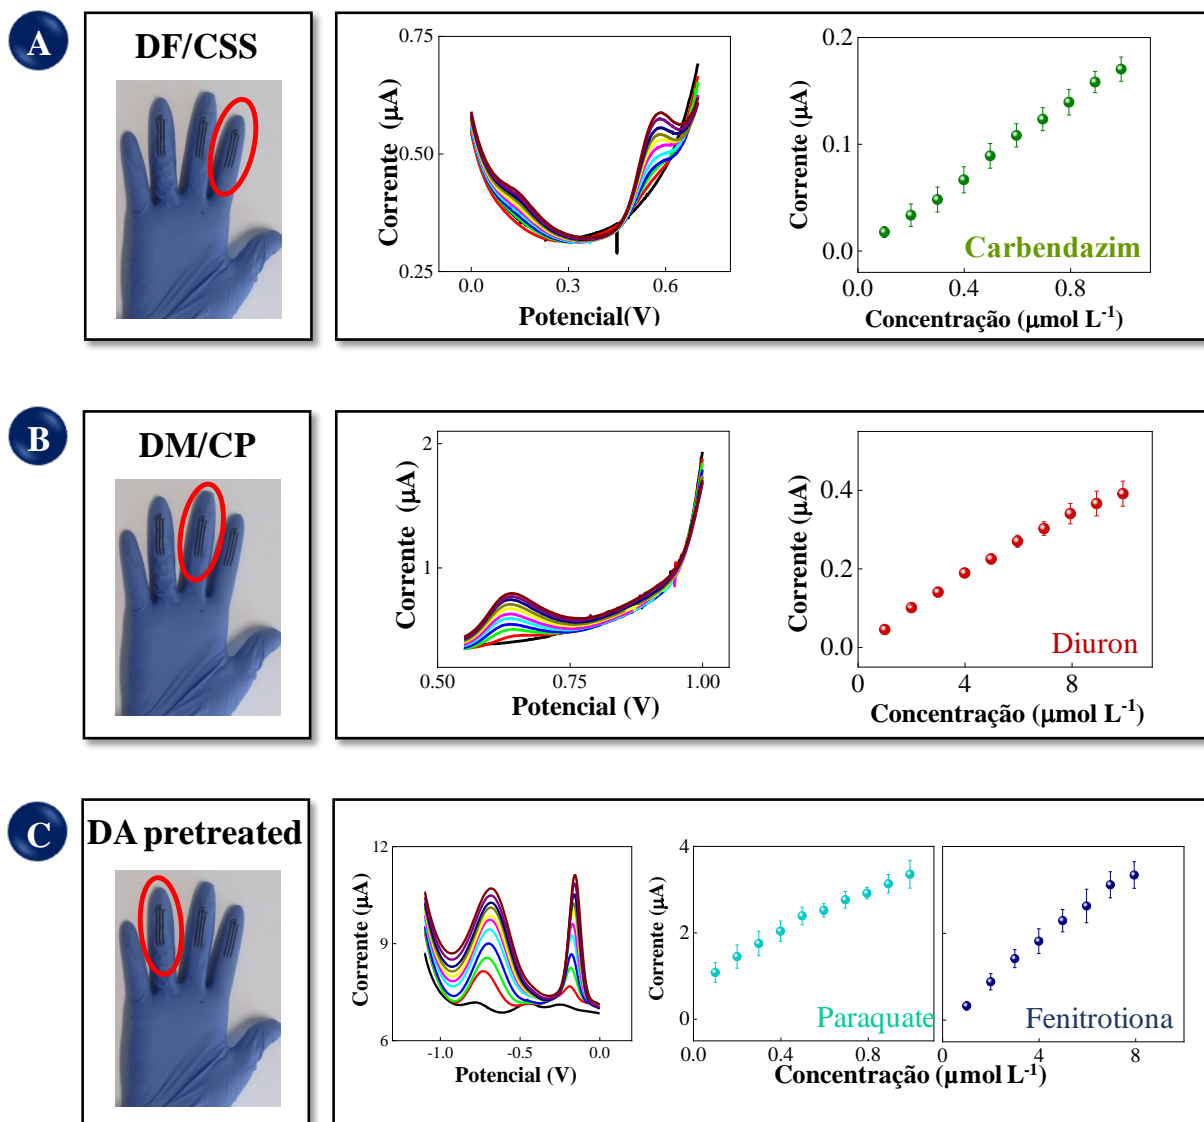 A
DF/CSS
0.75
0.50
0.25
Corrente (μA)
0.0 0.3 0.6
Potencial(V)
0.2
0.1
0.0
Corrente (μA)
Carbendazim
0.0 0.4 0.8
Concentração (μmol L⁻¹)
B
DM/CP
2
1
Corrente (μA)
0.50 0.75 1.00
Potencial (V)
0.4
0.2
0.0
Corrente (μA)
Diuron
0 4 8
Concentração (μmol L⁻¹)
C
DA pretreated
12
9
6
Corrente (μA)
-1.0 -0.5 0.0
Potencial (V)
4
2
0
Corrente (μA)
Paraquate
0.0 0.4 0.8
Fenitrotiona
0 4 8
Concentração (μmol L⁻¹)